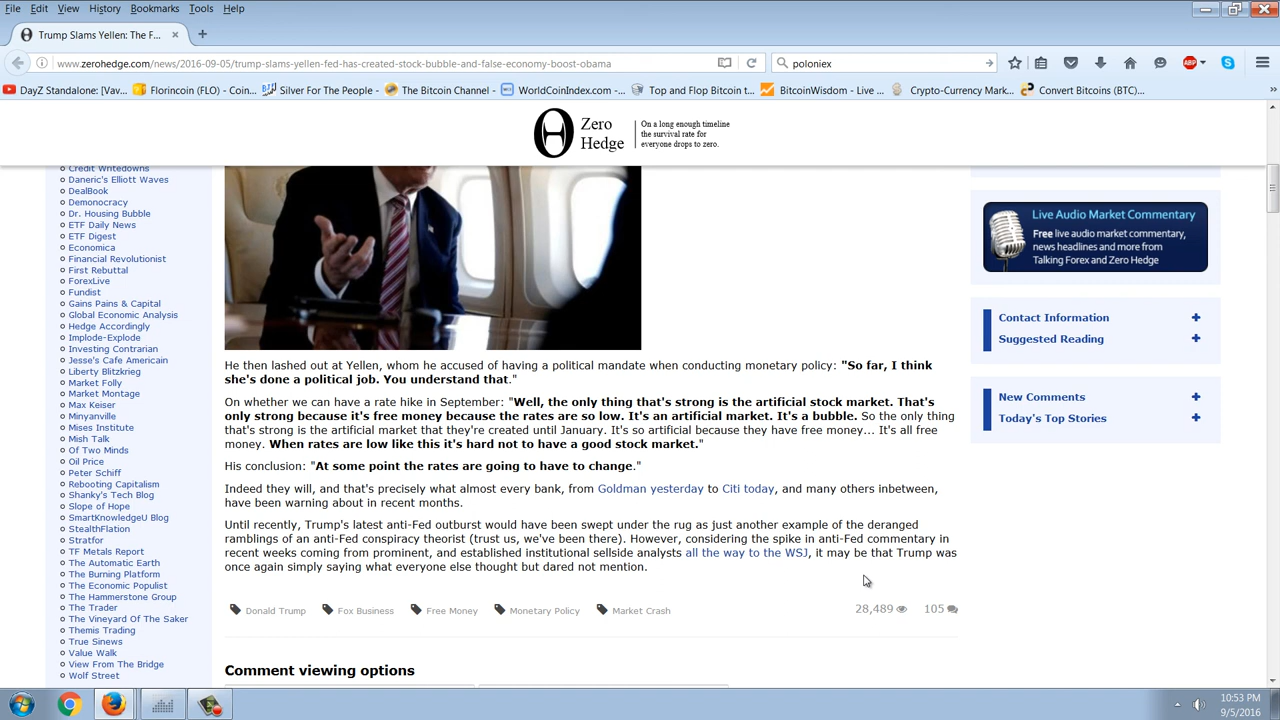 File Edit View History Bookmarks Tools Help
Trump Slams Yellen: The F...
www.zerohedge.com/news/2016-09-05/trump-slams-yellen-fed-has-created-stock-bubble-and-false-economy-boost-obama
poloniex
DayZ Standalone: [Vav...
Florincoin (FLO) - Coin...
Silver For The People - ...
The Bitcoin Channel - ...
WorldCoinIndex.com -...
Top and Flop Bitcoin t...
BitcoinWisdom - Live ...
Crypto-Currency Mark...
Convert Bitcoins (BTC)...
Zero
Hedge
On a long enough timeline
the survival rate for
everyone drops to zero.
Credit Writedowns
Daneric's Elliott Waves
DealBook
Demonocracy
Dr. Housing Bubble
ETF Daily News
ETF Digest
Economica
Financial Revolutionist
First Rebuttal
ForexLive
Fundist
Gains Pains & Capital
Global Economic Analysis
Hedge Accordingly
Implode-Explode
Investing Contrarian
Jesse's Cafe Americain
Liberty Blitzkrieg
Market Folly
Market Montage
Max Keiser
Minyanville
Mises Institute
Mish Talk
Of Two Minds
Oil Price
Peter Schiff
Rebooting Capitalism
Shanky's Tech Blog
Slope of Hope
SmartKnowledgeU Blog
StealthFlation
Stratfor
TF Metals Report
The Automatic Earth
The Burning Platform
The Economic Populist
The Hammerstone Group
The Trader
The Vineyard Of The Saker
Themis Trading
True Sinews
Value Walk
View From The Bridge
Wolf Street
He then lashed out at Yellen, whom he accused of having a political mandate when conducting monetary policy: "So far, I think
she's done a political job. You understand that."
On whether we can have a rate hike in September: "Well, the only thing that's strong is the artificial stock market. That's
only strong because it's free money because the rates are so low. It's an artificial market. It's a bubble. So the only thing
that's strong is the artificial market that they're created until January. It's so artificial because they have free money... It's all free
money. When rates are low like this it's hard not to have a good stock market."
His conclusion: "At some point the rates are going to have to change."
Indeed they will, and that's precisely what almost every bank, from Goldman yesterday to Citi today, and many others inbetween,
have been warning about in recent months.
Until recently, Trump's latest anti-Fed outburst would have been swept under the rug as just another example of the deranged
ramblings of an anti-Fed conspiracy theorist (trust us, we've been there). However, considering the spike in anti-Fed commentary in
recent weeks coming from prominent, and established institutional sellside analysts all the way to the WSJ, it may be that Trump was
once again simply saying what everyone else thought but dared not mention.
Donald Trump Fox Business Free Money Monetary Policy Market Crash 28,489 105
Comment viewing options
Live Audio Market Commentary
Free live audio market commentary,
news headlines and more from
Talking Forex and Zero Hedge
Contact Information
Suggested Reading
New Comments
Today's Top Stories
ABP
10:53 PM
9/5/2016